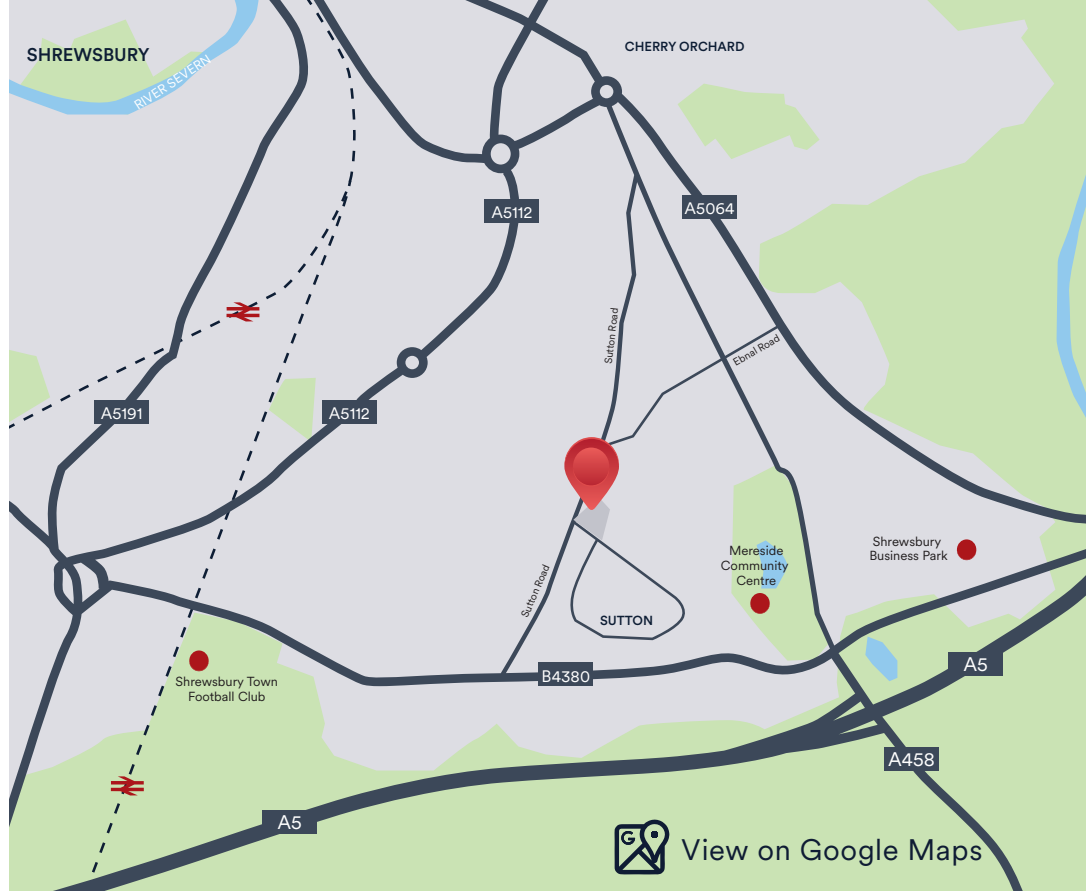 SHREWSBURY
CHERRY ORCHARD
RIVER SEVERN
A5112
A5064
Sutton Road
Ebnal Road
A5191
A5112
Shrewsbury
Business Park
Mereside
Community
Centre
Sutton Road
SUTTON
A5
B4380
Shrewsbury Town
Football Club
A458
A5
G
View on Google Maps